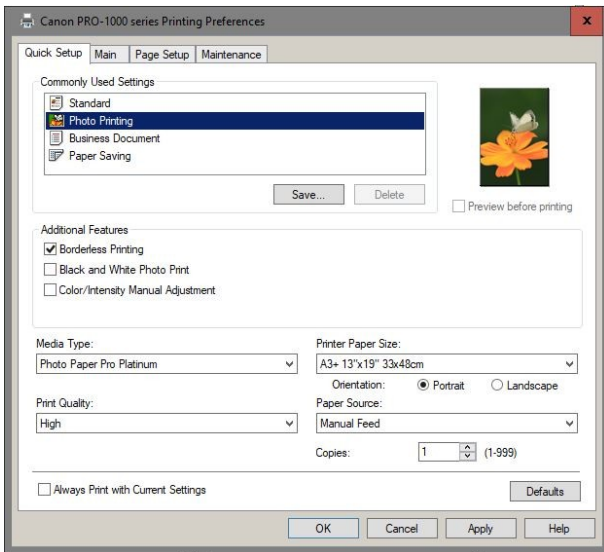 Canon PRO-1000 series Printing Preferences
x
Quick Setup Main Page Setup Maintenance
Commonly Used Settings
Standard
Photo Printing
Business Document
Paper Saving
Save... Delete
Preview before printing
Additional Features
Borderless Printing
Black and White Photo Print
Color/Intensity Manual Adjustment
Media Type: Printer Paper Size:
Photo Paper Pro Platinum A3+ 13"x19" 33x48cm
Orientation: Portrait Landscape
Print Quality: Paper Source:
High Manual Feed
Copies: 1 (1-999)
Always Print with Current Settings Defaults
OK Cancel Apply Help